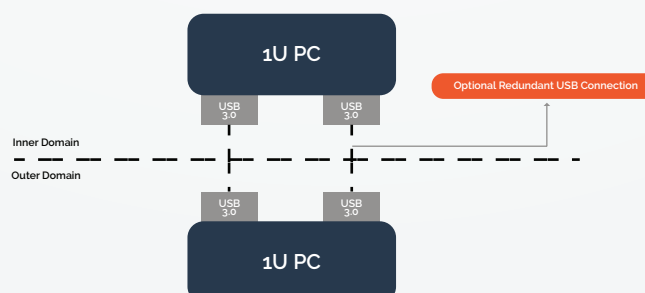 1U PC
USB
3.0
USB
3.0
Optional Redundant USB Connection
Inner Domain
Outer Domain
USB
3.0
USB
3.0
1U PC